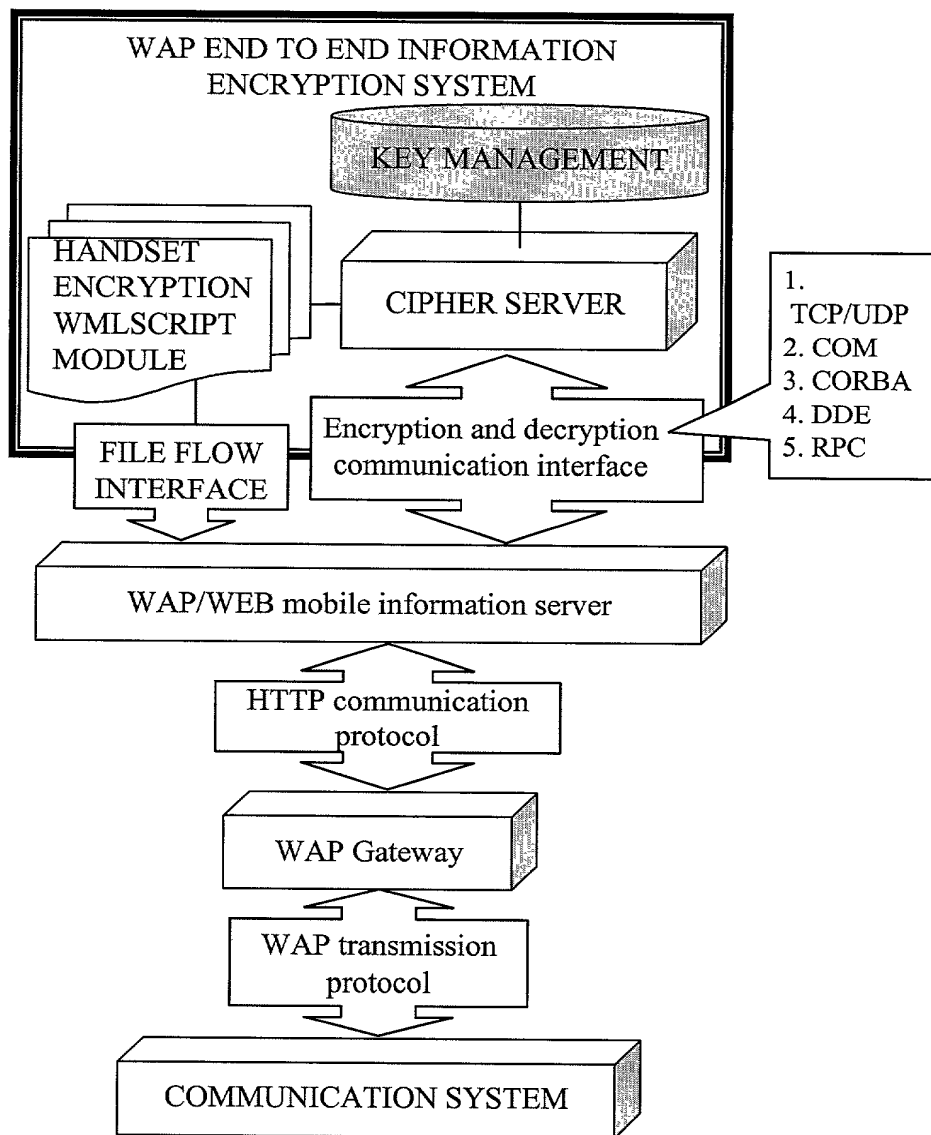 WAP END TO END INFORMATION
ENCRYPTION SYSTEM
KEY MANAGEMENT
HANDSET
ENCRYPTION
WMLSCRIPT
MODULE
CIPHER SERVER
1.
TCP/UDP
2. COM
3. CORBA
4. DDE
5. RPC
FILE FLOW
INTERFACE
Encryption and decryption
communication interface
WAP/WEB mobile information server
HTTP communication
protocol
WAP Gateway
WAP transmission
protocol
COMMUNICATION SYSTEM